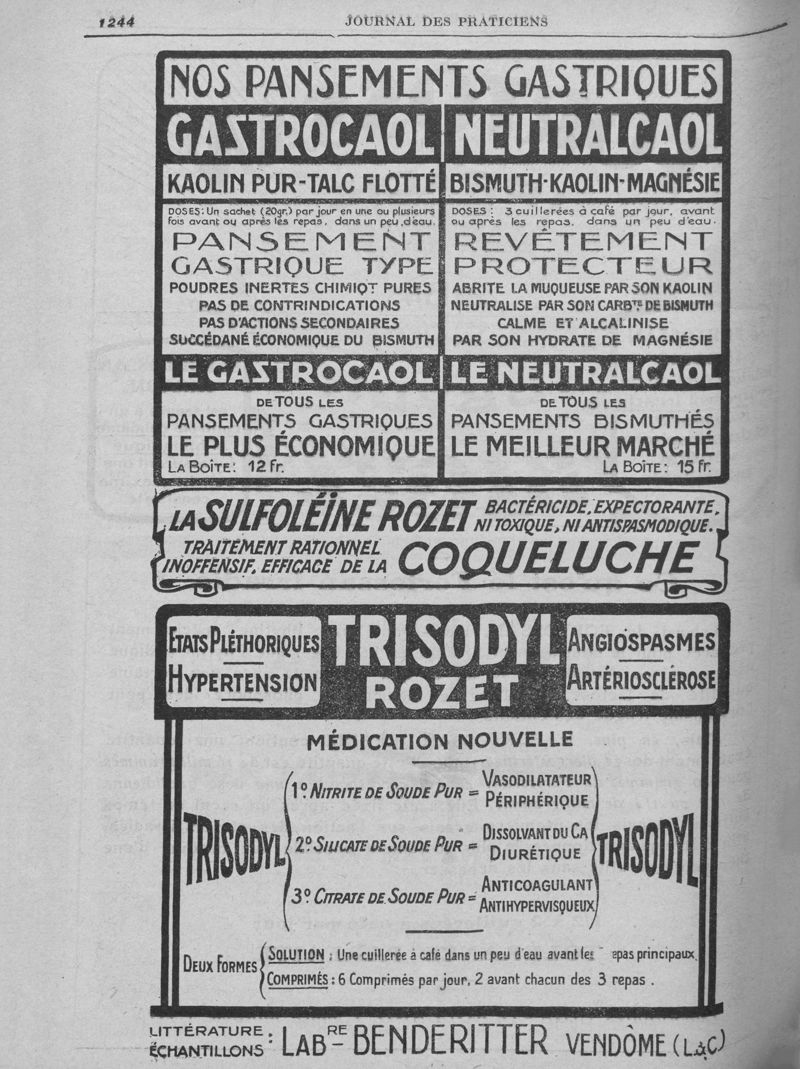 1244
JOURNAL DES PRATICIENS
NOS PANSEMENTS GASTRIQUES
GASTROCAOL
KAOLIN PUR-TALC FLOTTÉ
DOSES: Un sachet (20gr.) par jour en une ou plusieurs
fois avant ou après les repas, dans un peu d'eau.
PANSEMENT
GASTRIQUE TYPE
POUDRES INERTES CHIMIQT PURES
PAS DE CONTRINDICATIONS
PAS D'ACTIONS SECONDAIRES
SUCCÉDANÉ ÉCONOMIQUE DU BISMUTH
LE GASTROCAOL
DE TOUS LES
PANSEMENTS GASTRIQUES
LE PLUS ÉCONOMIQUE
LA BOÎTE: 12 Fr.
NEUTRALCAOL
BISMUTH-KAOLIN-MAGNÉSIE
DOSES: 3 cuillerées à café par jour, avant
ou après les repas, dans un peu d'eau.
REVÊTEMENT
PROTECTEUR
ABRITE LA MUQUEUSE PAR SON KAOLIN
NEUTRALISE PAR SON CARBTE DE BISMUTH
CALME ET ALCALINISE
PAR SON HYDRATE DE MAGNÉSIE
LE NEUTRALCAOL
DE TOUS LES
PANSEMENTS BISMUTHÉS
LE MEILLEUR MARCHÉ
LA BOÎTE: 15 Fr.
LA SULFOLÉINE ROZET BACTÉRICIDE, EXPECTORANTE,
NI TOXIQUE, NI ANTISPASMODIQUE.
TRAITEMENT RATIONNEL
INOFFENSIF, EFFICACE DE LA COQUELUCHE
ETATS PLÉTHORIQUES
HYPERTENSION
TRISODYL
ROZET
ANGIOSPASMES
ARTÉRIOSCLÉROSE
MÉDICATION NOUVELLE
TRISODYL
1º NITRITE DE SOUDE PUR = VASODILATATEUR
PÉRIPHÉRIQUE
2º SILICATE DE SOUDE PUR = DISSOLVANT DU CA
DIURÉTIQUE
3º CITRATE DE SOUDE PUR = ANTICOAGULANT
ANTIHYPERVISQUEUX
TRISODYL
DEUX FORMES
SOLUTION : Une cuillerée à café dans un peu d'eau avant les epas principaux.
COMPRIMÉS : 6 Comprimés par jour, 2 avant chacun des 3 repas.
LITTÉRATURE.
ÉCHANTILLONS: LABRE BENDERITTER VENDÔME (L&C)